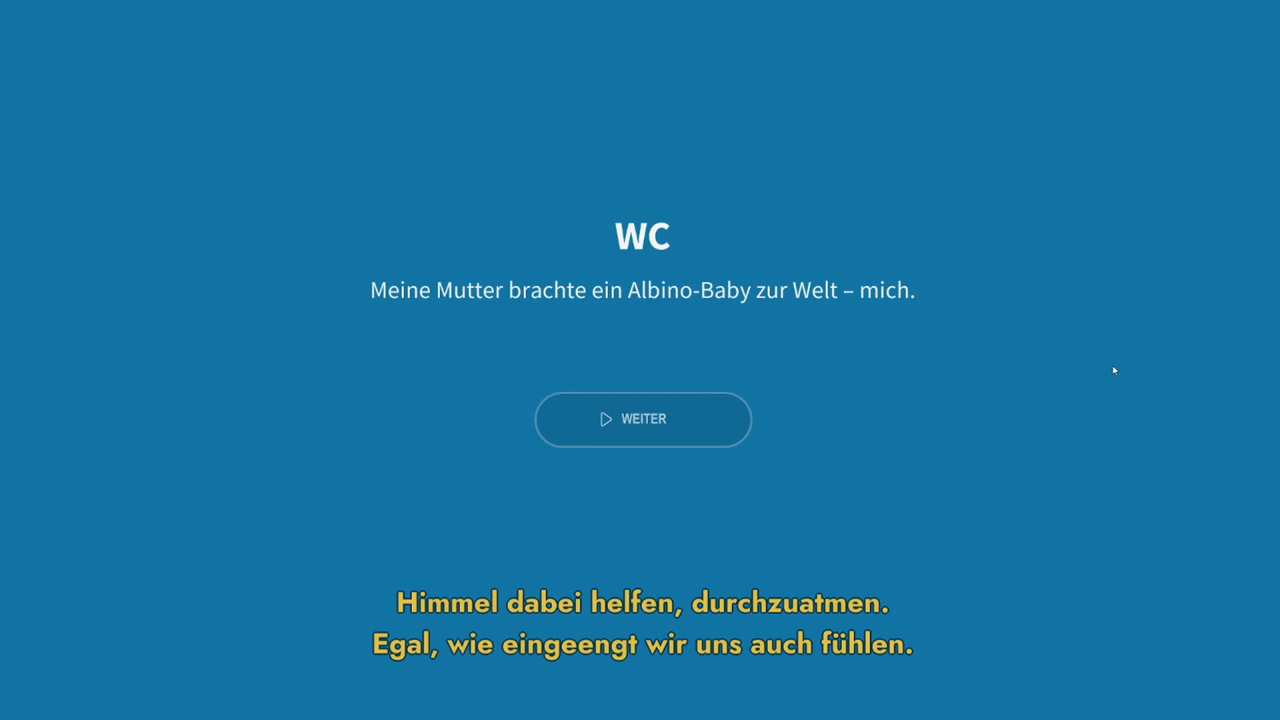 WC
Meine Mutter brachte ein Albino-Baby zur Welt – mich.
WEITER
Himmel dabei helfen, durchzuatmen.
Egal, wie eingeengt wir uns auch fühlen.